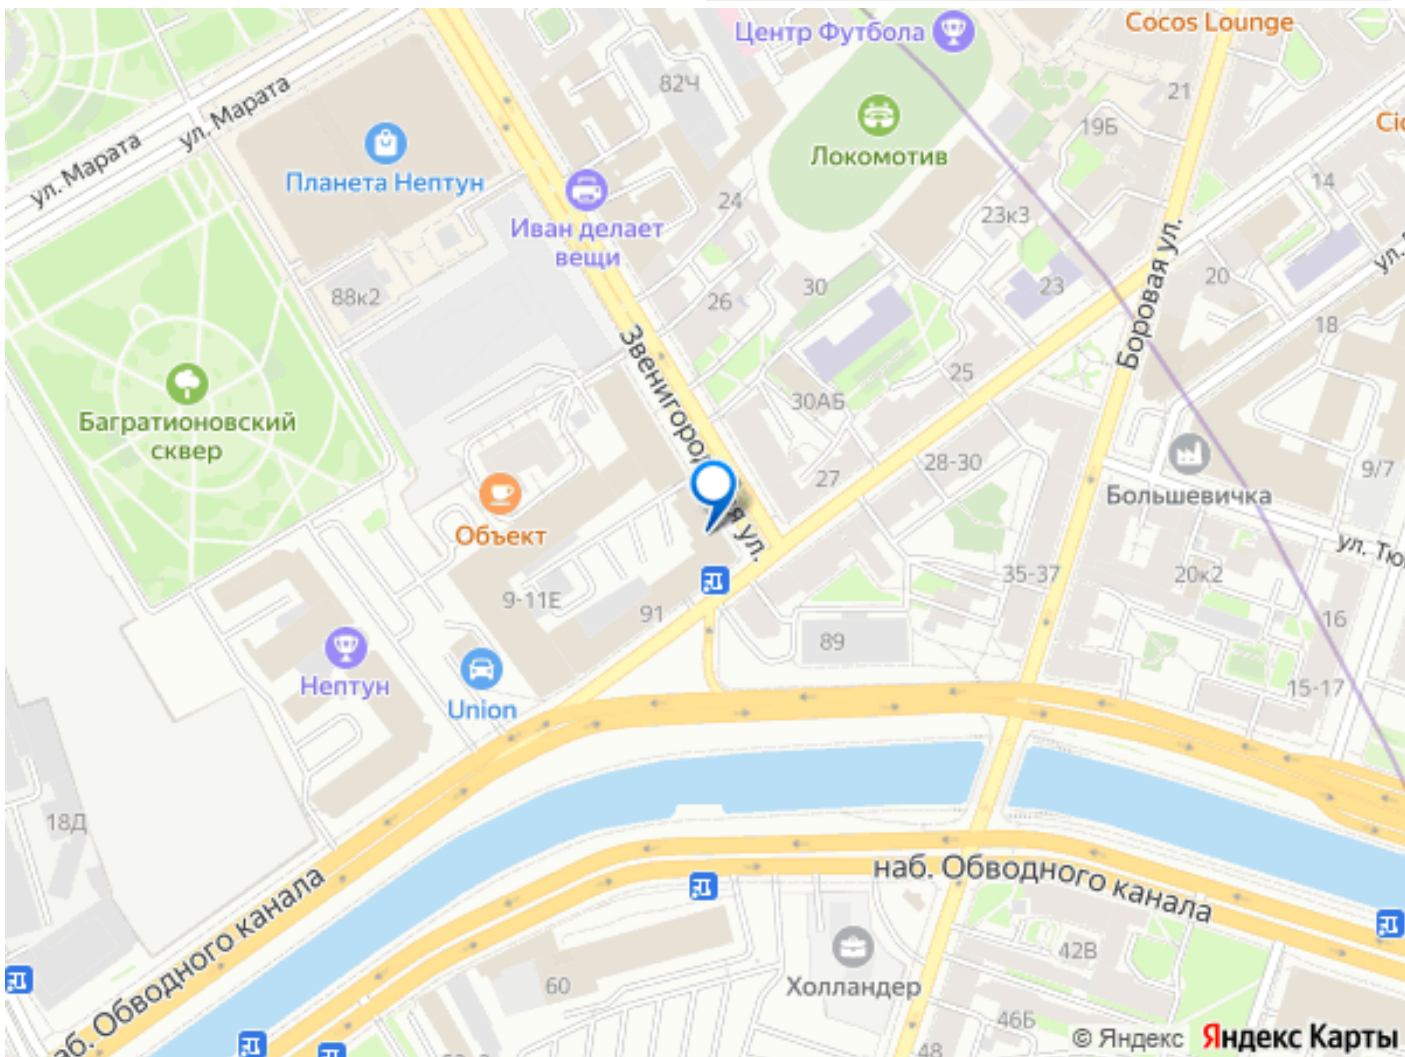 Центр Футбола
Cocos Lounge
82Ч
21
19Б
ул. Марата
ул. Марата
Планета Нептун
Локомотив
14
Иван делает
вещи
24
23к3
88к2
26
30
23
20
18
Боровая ул.
Багратионовский
сквер
30АБ
25
27
28-30
9/7
Большевичка
Объект
9-11Е
91
89
35-37
20к2
16
15-17
Нептун
Union
18Д
наб. Обводного канала
наб. Обводного канала
42В
Холландер
60
46Б
48
© Яндекс Яндекс Карты